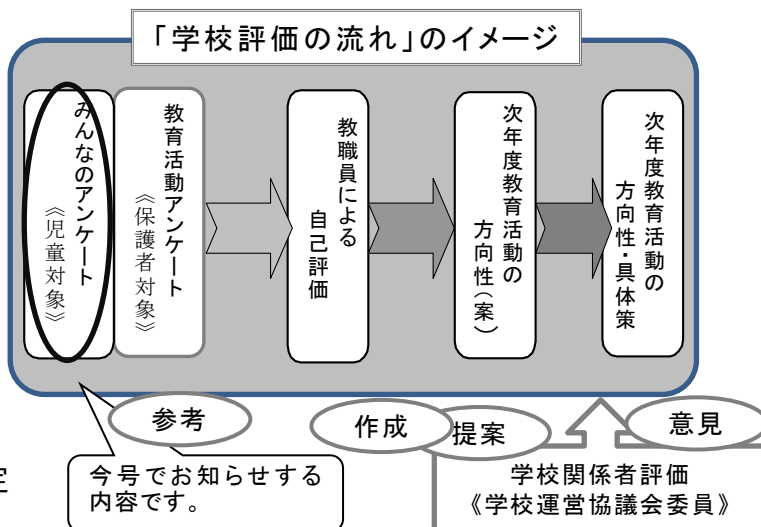 「学校評価の流れ」のイメージ
みんなのアンケート
《児童対象》
教育活動アンケート
《保護者対象》
教職員による
自己評価
次年度教育活動の
方向性(案)
次年度教育活動の
方向性・具体策
参考
作成
提案
意見
今号でお知らせする
内容です。
学校関係者評価
《学校運営協議会委員》
定